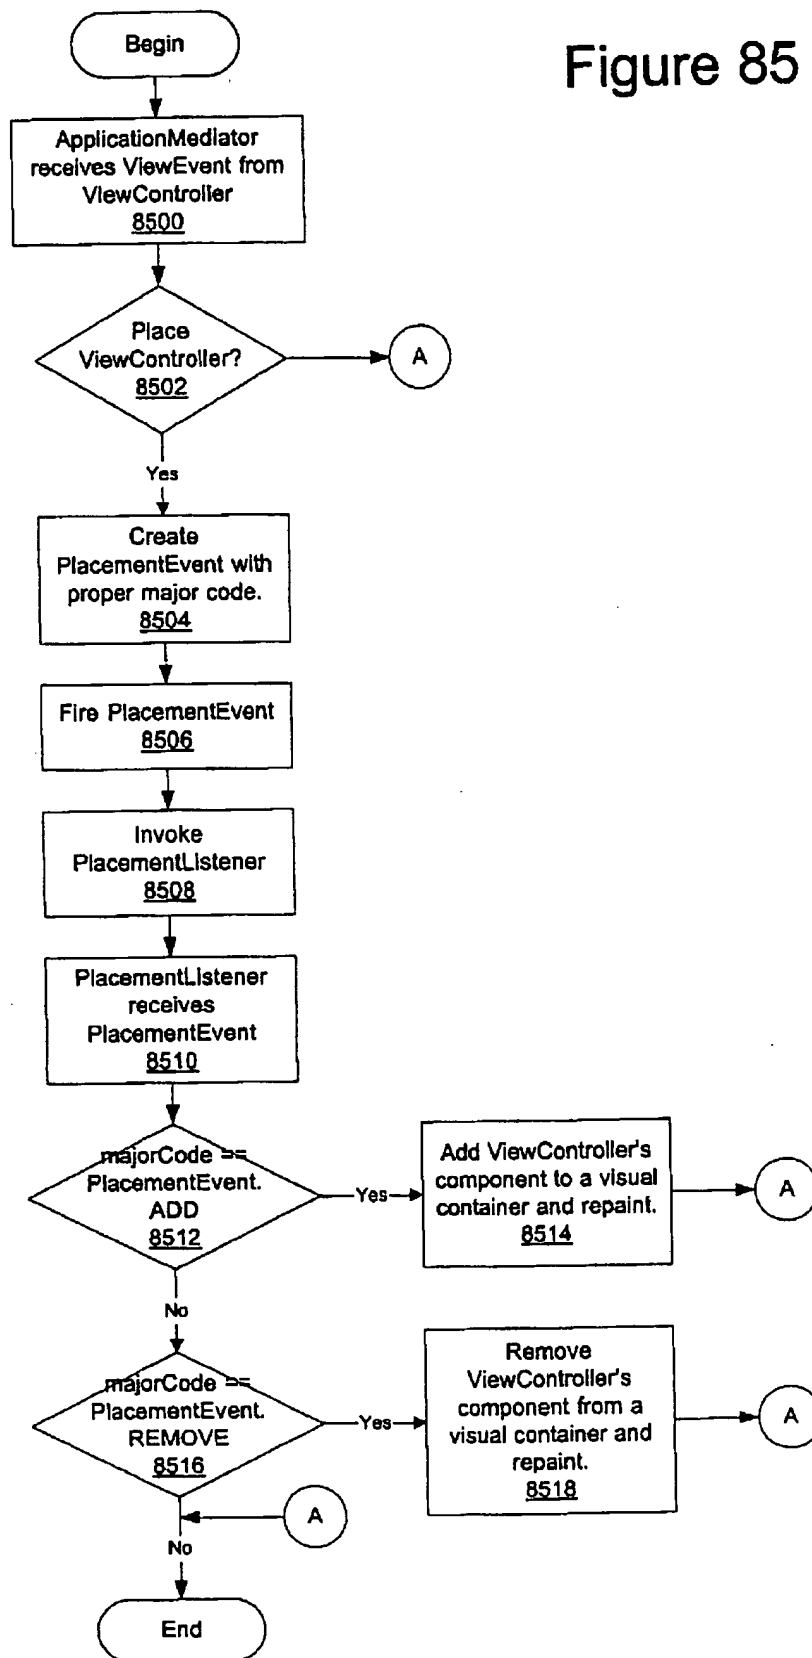 Figure 85
Begin
ApplicationMediator
receives ViewEvent from
ViewController
8500
Place
ViewController?
8502
A
Yes
Create
PlacementEvent with
proper major code.
8504
Fire PlacementEvent
8506
Invoke
PlacementListener
8508
PlacementListener
receives
PlacementEvent
8510
majorCode ==
PlacementEvent.
ADD
8512
Yes
Add ViewController's
component to a visual
container and repaint.
8514
A
No
majorCode ==
PlacementEvent.
REMOVE
8516
Yes
Remove
ViewController's
component from a
visual container and
repaint.
8518
A
A
No
End